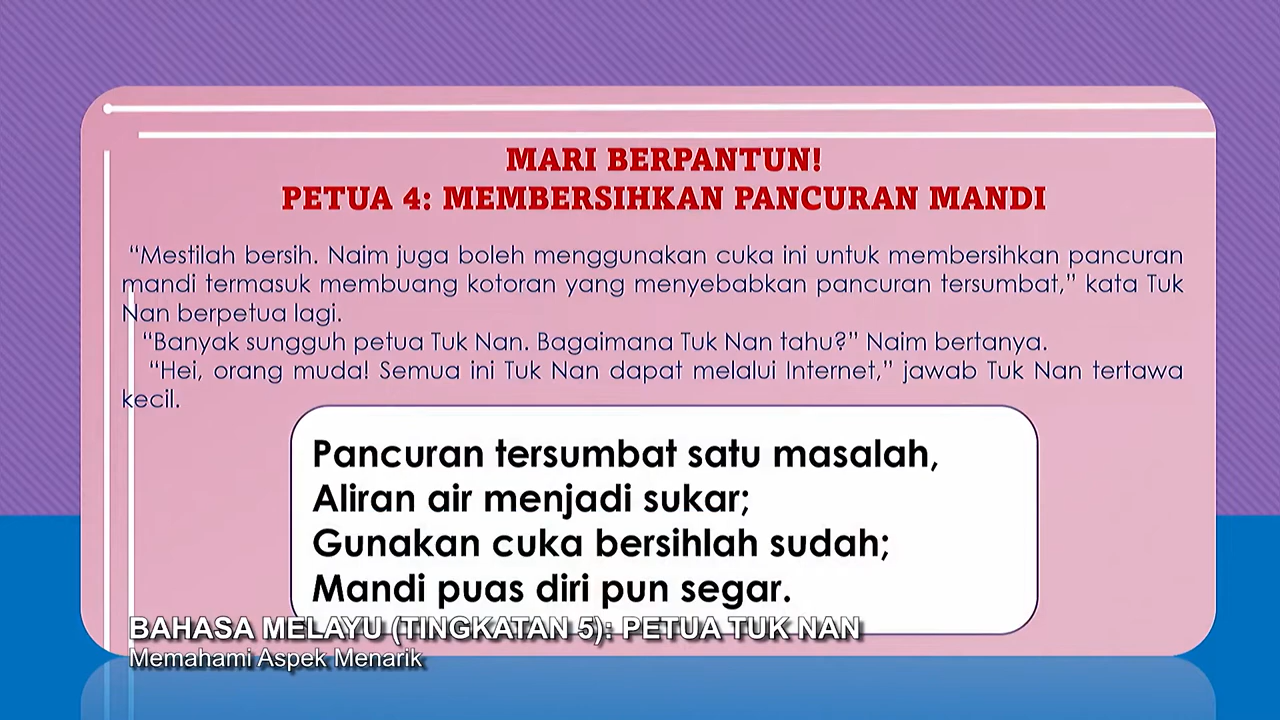 MARI BERPANTUN!
PETUA 4: MEMBERSIHKAN PANCURAN MANDI
“Mestilah bersih. Naim juga boleh menggunakan cuka ini untuk membersihkan pancuran
mandi termasuk membuang kotoran yang menyebabkan pancuran tersumbat,” kata Tuk
Nan berpetua lagi.
“Banyak sungguh petua Tuk Nan. Bagaimana Tuk Nan tahu?” Naim bertanya.
“Hei, orang muda! Semua ini Tuk Nan dapat melalui Internet,” jawab Tuk Nan tertawa
kecil.
Pancuran tersumbat satu masalah,
Aliran air menjadi sukar;
Gunakan cuka bersihlah sudah;
Mandi puas diri pun segar.
BAHASA MELAYU (TINGKATAN 5): PETUA TUK NAN
Memahami Aspek Menarik